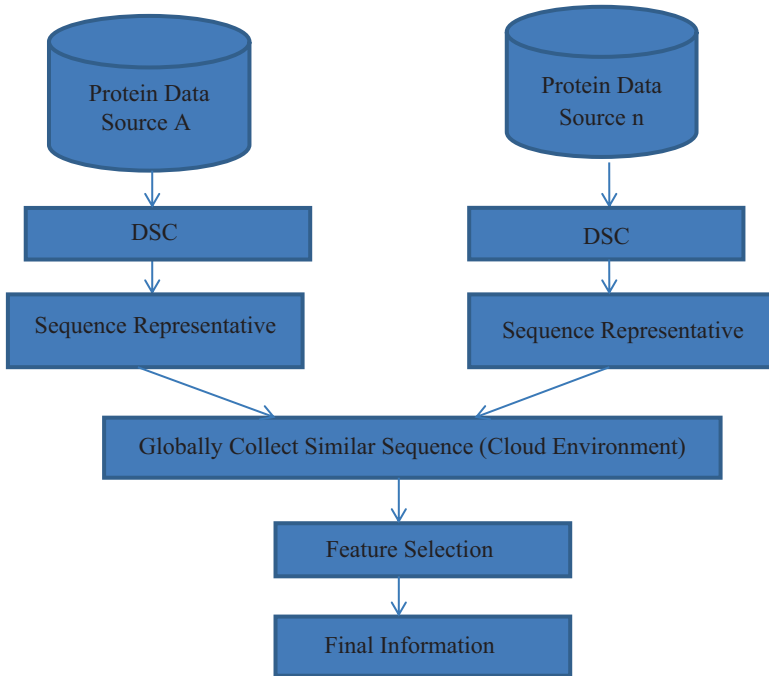 Protein Data
Source A
Protein Data
Source n
DSC
DSC
Sequence Representative
Sequence Representative
Globally Collect Similar Sequence (Cloud Environment)
Feature Selection
Final Information